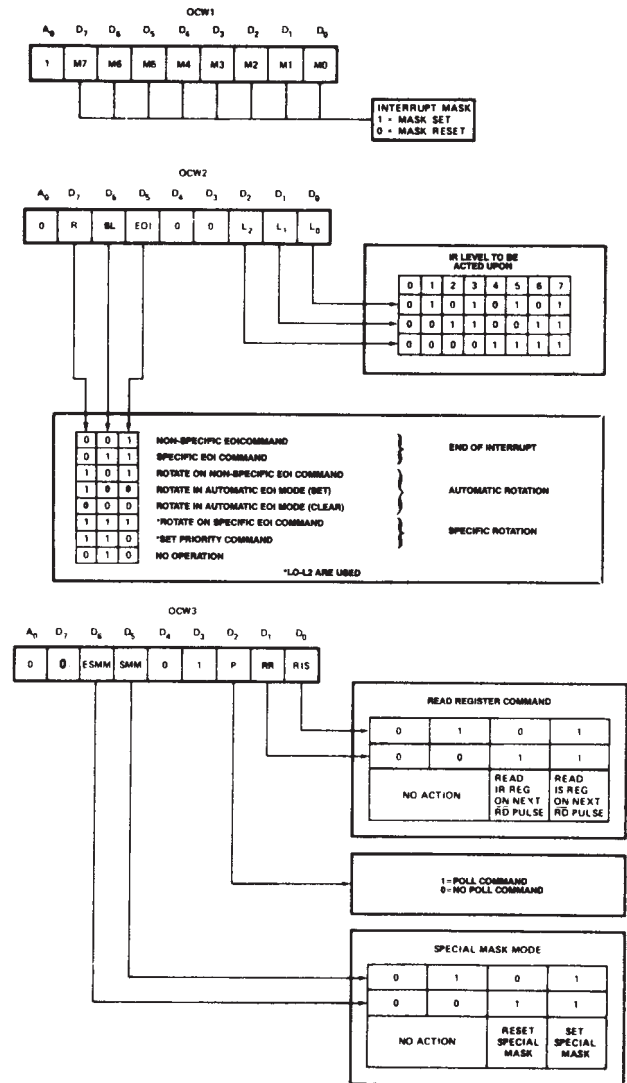 OCW1
A0 D7 D6 D5 D4 D3 D2 D1 D0
1 M7 M6 M5 M4 M3 M2 M1 M0
INTERRUPT MASK
1 = MASK SET
0 = MASK RESET
OCW2
A0 D7 D6 D5 D4 D3 D2 D1 D0
0 R SL EOI 0 0 L2 L1 L0
IR LEVEL TO BE
ACTED UPON
0 1 2 3 4 5 6 7
0 1 0 1 0 1 0 1
0 0 1 1 0 0 1 1
0 0 0 0 1 1 1 1
0 0 1 NON-SPECIFIC EOICOMMAND
0 1 1 SPECIFIC EOI COMMAND
END OF INTERRUPT
1 0 1 ROTATE ON NON-SPECIFIC EOI COMMAND
1 0 0 ROTATE IN AUTOMATIC EOI MODE (SET)
0 0 0 ROTATE IN AUTOMATIC EOI MODE (CLEAR)
AUTOMATIC ROTATION
1 1 1 *ROTATE ON SPECIFIC EOI COMMAND
1 1 0 *SET PRIORITY COMMAND
SPECIFIC ROTATION
0 1 0 NO OPERATION
*LO-L2 ARE USED
OCW3
A0 D7 D6 D5 D4 D3 D2 D1 D0
0 0 ESMM SMM 0 1 P RR RIS
READ REGISTER COMMAND
0 1 0 1
0 0 1 1
NO ACTION
READ
IR REG
ON NEXT
RD PULSE
READ
IS REG
ON NEXT
RD PULSE
1 = POLL COMMAND
0 = NO POLL COMMAND
SPECIAL MASK MODE
0 1 0 1
0 0 1 1
NO ACTION
RESET
SPECIAL
MASK
SET
SPECIAL
MASK